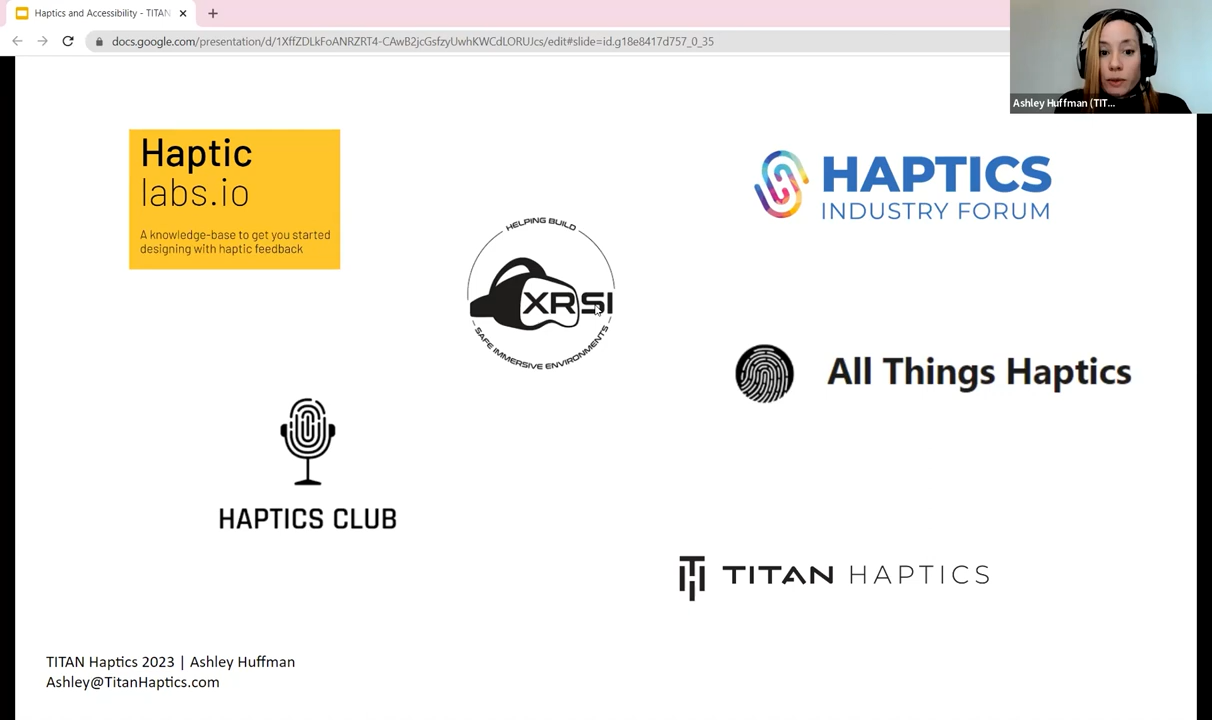 Haptics and Accessibility - TITAN
docs.google.com/presentation/d/1XffZDLkFoANRZRT4-CAwB2jcGsfzyUwhKWCdLORUJcs/edit#slide=id.g18e8417d757_0_35
Ashley Huffman (TIT...
Haptic
labs.io
A knowledge-base to get you started
designing with haptic feedback
HAPTICS
INDUSTRY FORUM
HELPING BUILD
XRSI
SAFE IMMERSIVE ENVIRONMENTS
All Things Haptics
HAPTICS CLUB
TITAN HAPTICS
TITAN Haptics 2023 | Ashley Huffman
Ashley@TitanHaptics.com